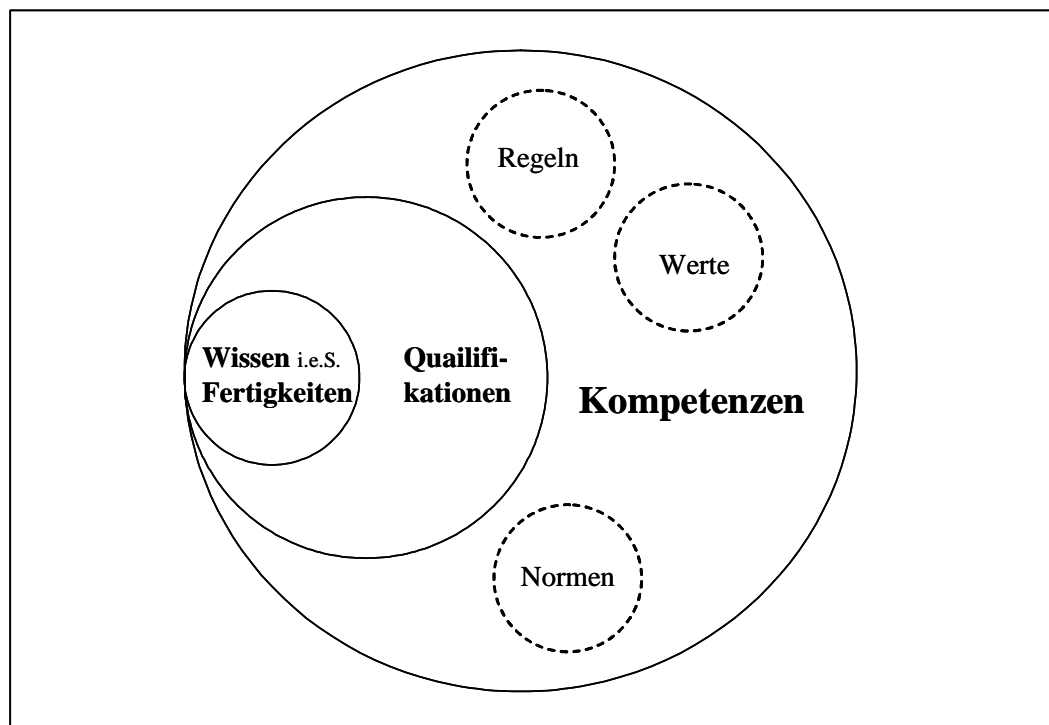 Regeln
Werte
Wissen i.e.S.
Fertigkeiten
Quailifi-
kationen
Kompetenzen
Normen